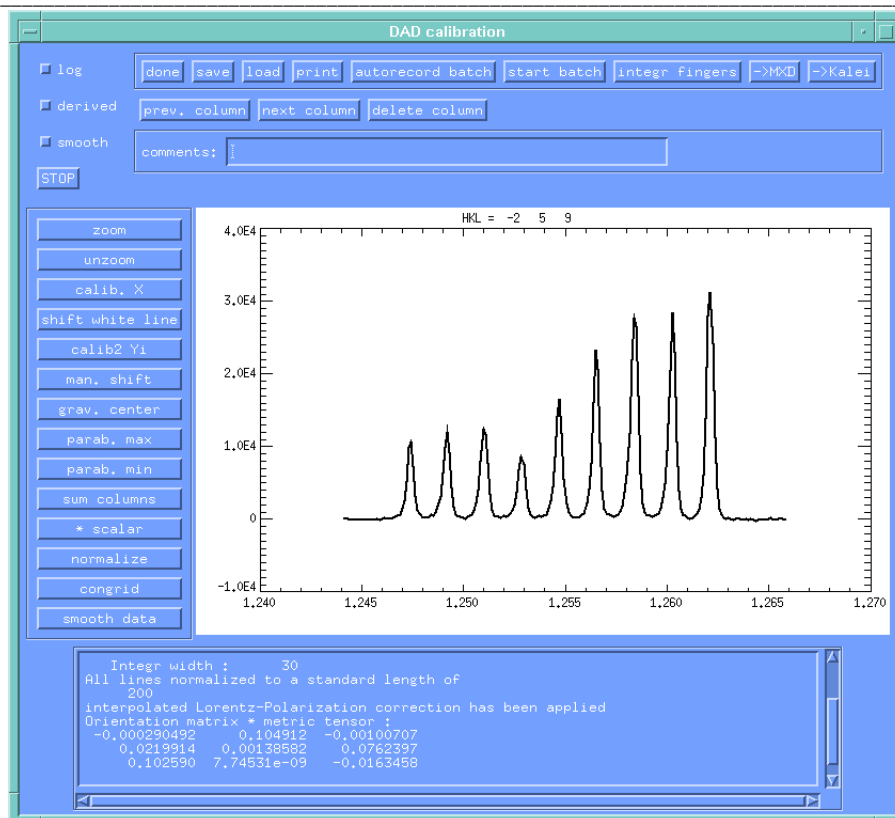 DAD calibration
log
done save load print autorecord batch start batch integr fingers ->MXD ->Kalei
derived
prev. column next column delete column
smooth
comments:
STOP
zoom
unzoom
calib. X
shift white line
calib2 Yi
man. shift
grav. center
parab. max
parab. min
sum columns
* scalar
normalize
congrid
smooth data
HKL = -2 5 9
4.0E4
3.0E4
2.0E4
1.0E4
0
-1.0E4
1.240 1.245 1.250 1.255 1.260 1.265 1.270
Integr width : 30
All lines normalized to a standard length of
200
interpolated Lorentz-Polarization correction has been applied
Orientation matrix * metric tensor :
-0.000290492 0.104912 -0.00100707
0.0219914 0.00138582 0.0762397
0.102590 7.74531e-09 -0.0163458